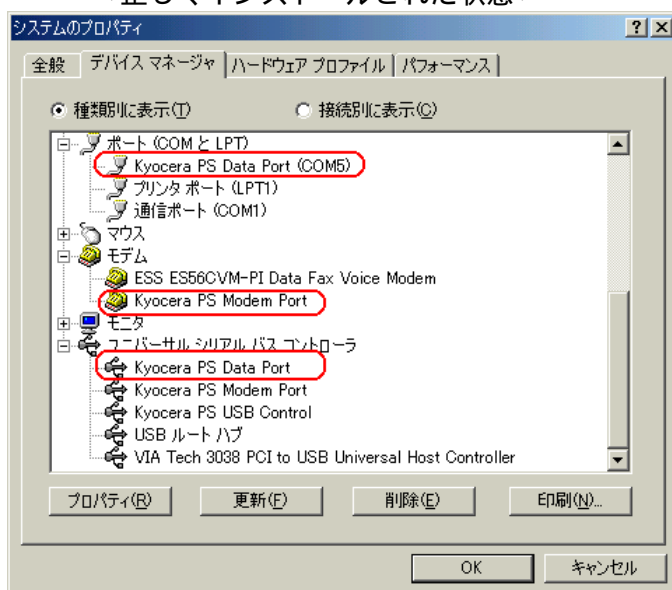 <正しくインストールされた状態>
システムのプロパティ
全般 デバイス マネージャ ハードウェア プロファイル パフォーマンス
種類別に表示(T) 接続別に表示(C)
ポート (COM と LPT)
Kyocera PS Data Port (COM5)
プリンタ ポート (LPT1)
通信ポート (COM1)
マウス
モデム
ESS ES56CVM-PI Data Fax Voice Modem
Kyocera PS Modem Port
モニタ
ユニバーサル シリアル バス コントローラ
Kyocera PS Data Port
Kyocera PS Modem Port
Kyocera PS USB Control
USB ルート ハブ
VIA Tech 3038 PCI to USB Universal Host Controller
プロパティ(R) 更新(F) 削除(E) 印刷(N)...
OK キャンセル